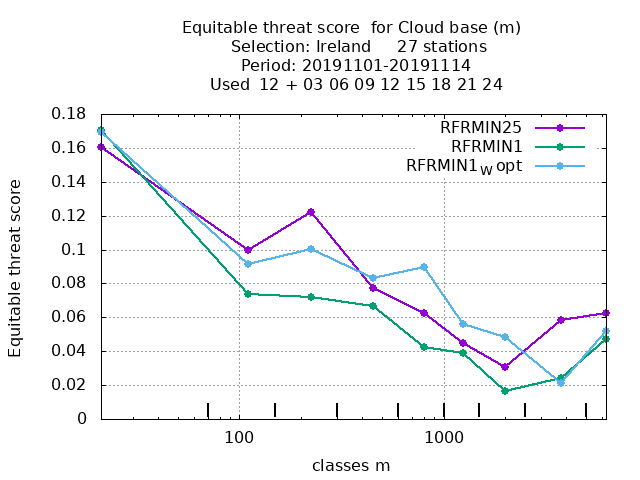 Equitable threat score  for Cloud base (m)
Selection: Ireland     27 stations
Period: 20191101-20191114
Used  12 + 03 06 09 12 15 18 21 24
RFRMIN25
RFRMIN1
RFRMIN1w opt
0.18
0.16
0.14
0.12
0.1
0.08
0.06
0.04
0.02
0
Equitable threat score
100
1000
classes m